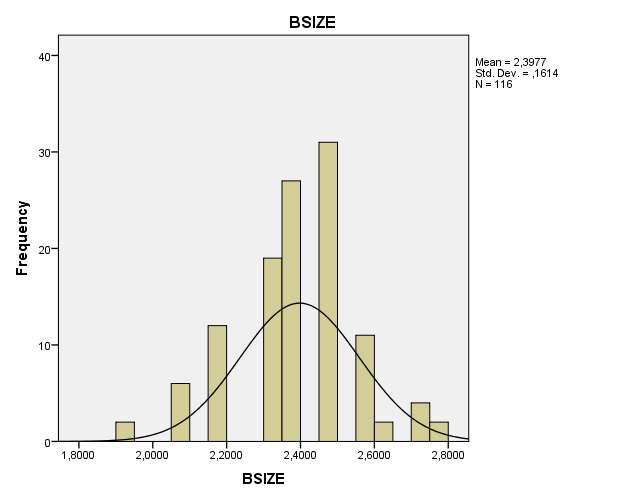 BSIZE
Mean = 2,3977
Std. Dev. = ,1614
N = 116
40
30
20
10
0
Frequency
1,8000 2,0000 2,2000 2,4000 2,6000 2,8000
BSIZE